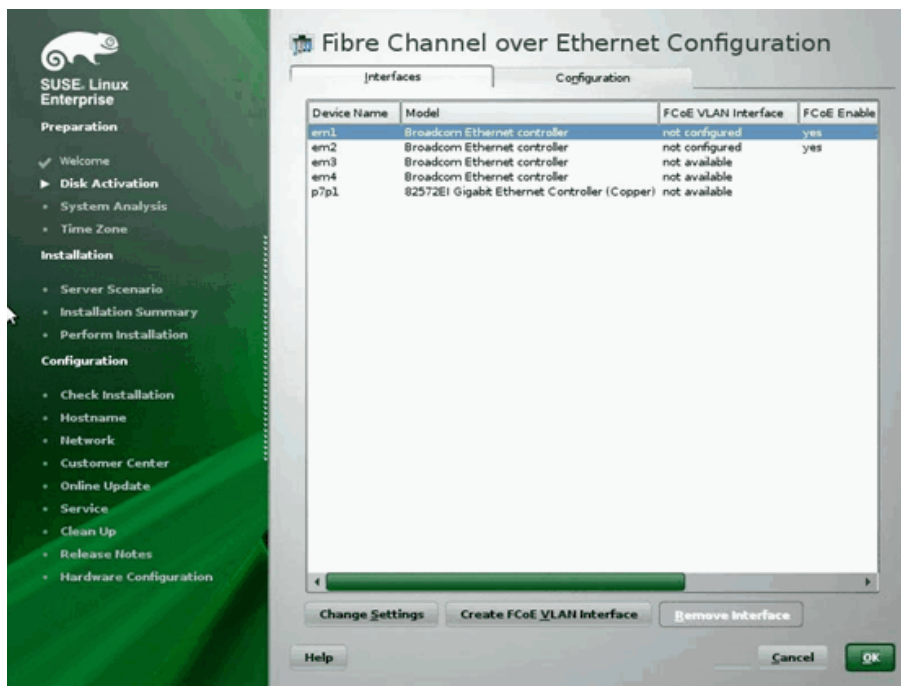 SUSE. Linux
Enterprise
Preparation
Welcome
Disk Activation
System Analysis
Time Zone
Installation
Server Scenario
Installation Summary
Perform Installation
Configuration
Check Installation
Hostname
Network
Customer Center
Online Update
Service
Clean Up
Release Notes
Hardware Configuration
Fibre Channel over Ethernet Configuration
Interfaces Configuration
Device Name Model FCoE VLAN Interface FCoE Enable
em1 Broadcom Ethernet controller not configured yes
em2 Broadcom Ethernet controller not configured yes
em3 Broadcom Ethernet controller not available
em4 Broadcom Ethernet controller not available
p7p1 82572EI Gigabit Ethernet Controller (Copper) not available
Change Settings Create FCoE VLAN Interface Remove Interface
Help Cancel OK